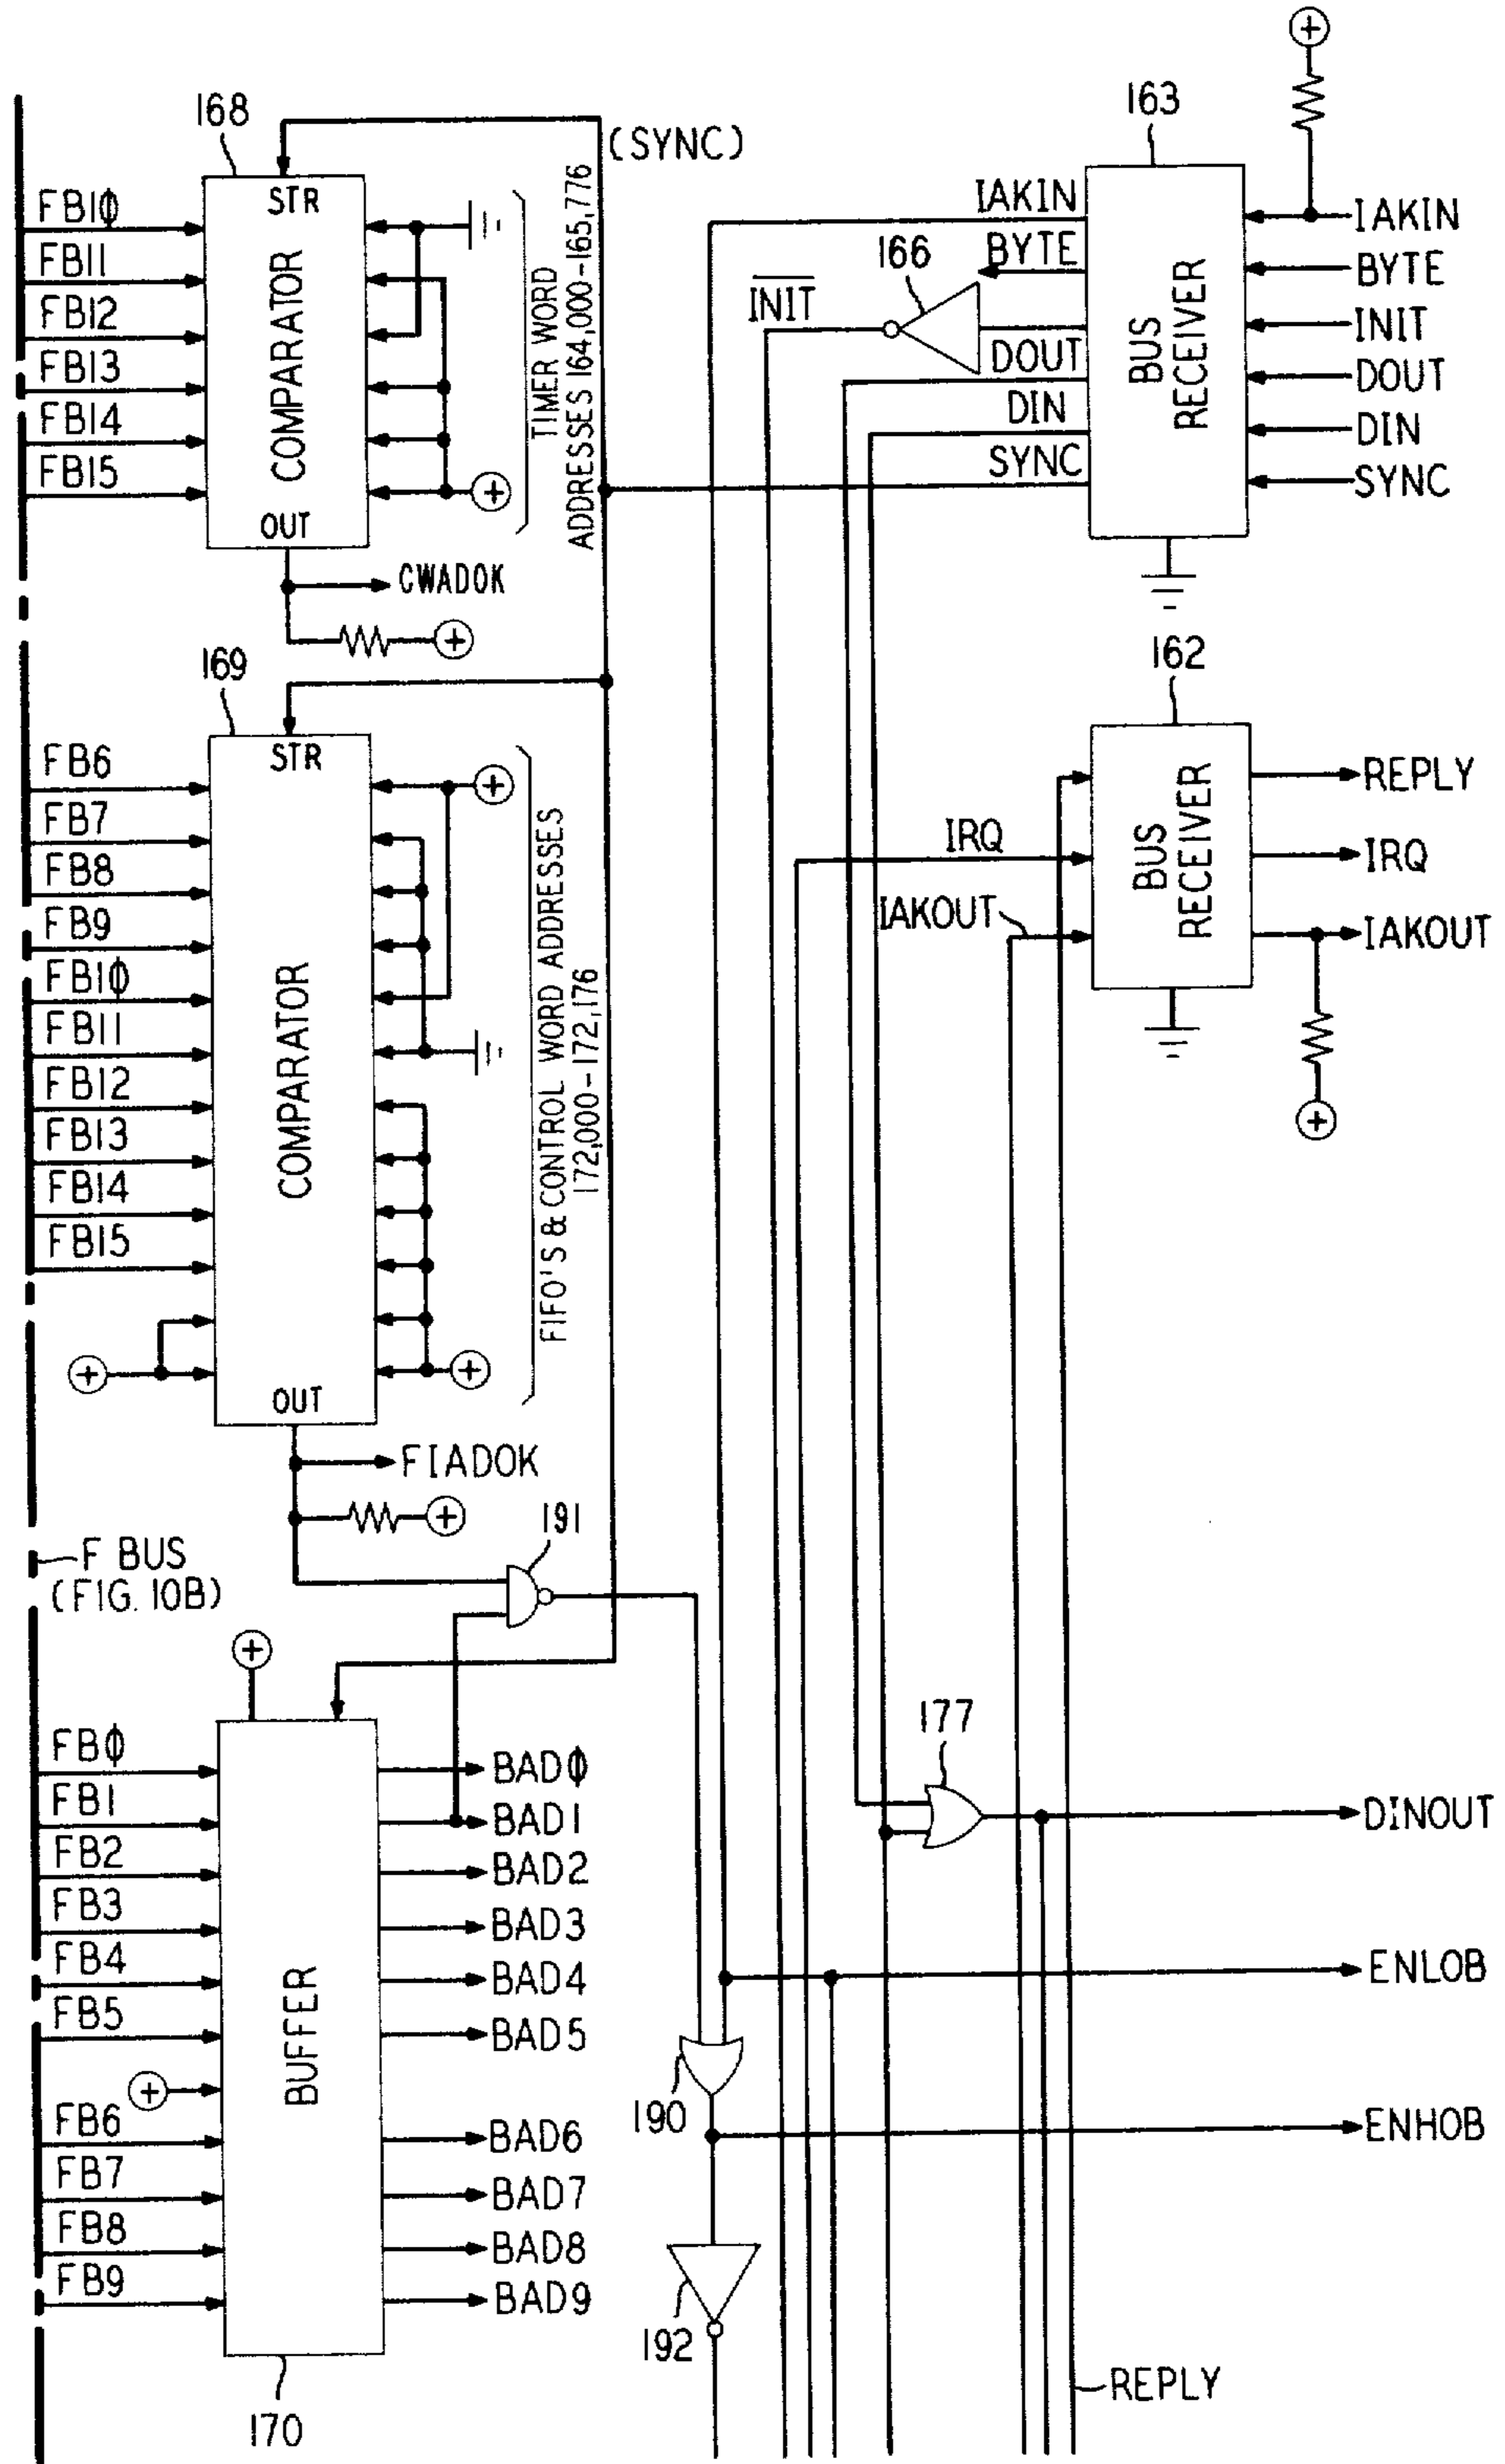 168
(SYNC)
STR
FB1ϕ
FB11
FB12
FB13
FB14
FB15
COMPARATOR
OUT
TIMER WORD
ADDRESSES 164,000-165,776
CWADOK
163
IAKIN
BYTE
166
INIT
DOUT
DIN
SYNC
BUS
RECEIVER
IAKIN
BYTE
INIT
DOUT
DIN
SYNC
169
STR
FB6
FB7
FB8
FB9
FB1ϕ
FB11
FB12
FB13
FB14
FB15
COMPARATOR
OUT
FIFO'S & CONTROL WORD ADDRESSES
172,000-172,176
FIADOK
162
IRQ
IAKOUT
BUS
RECEIVER
REPLY
IRQ
IAKOUT
191
F BUS
(FIG. 10B)
FBϕ
FB1
FB2
FB3
FB4
FB5
FB6
FB7
FB8
FB9
BUFFER
BADϕ
BAD1
BAD2
BAD3
BAD4
BAD5
BAD6
BAD7
BAD8
BAD9
170
177
DINOUT
ENLOB
190
ENHOB
192
REPLY